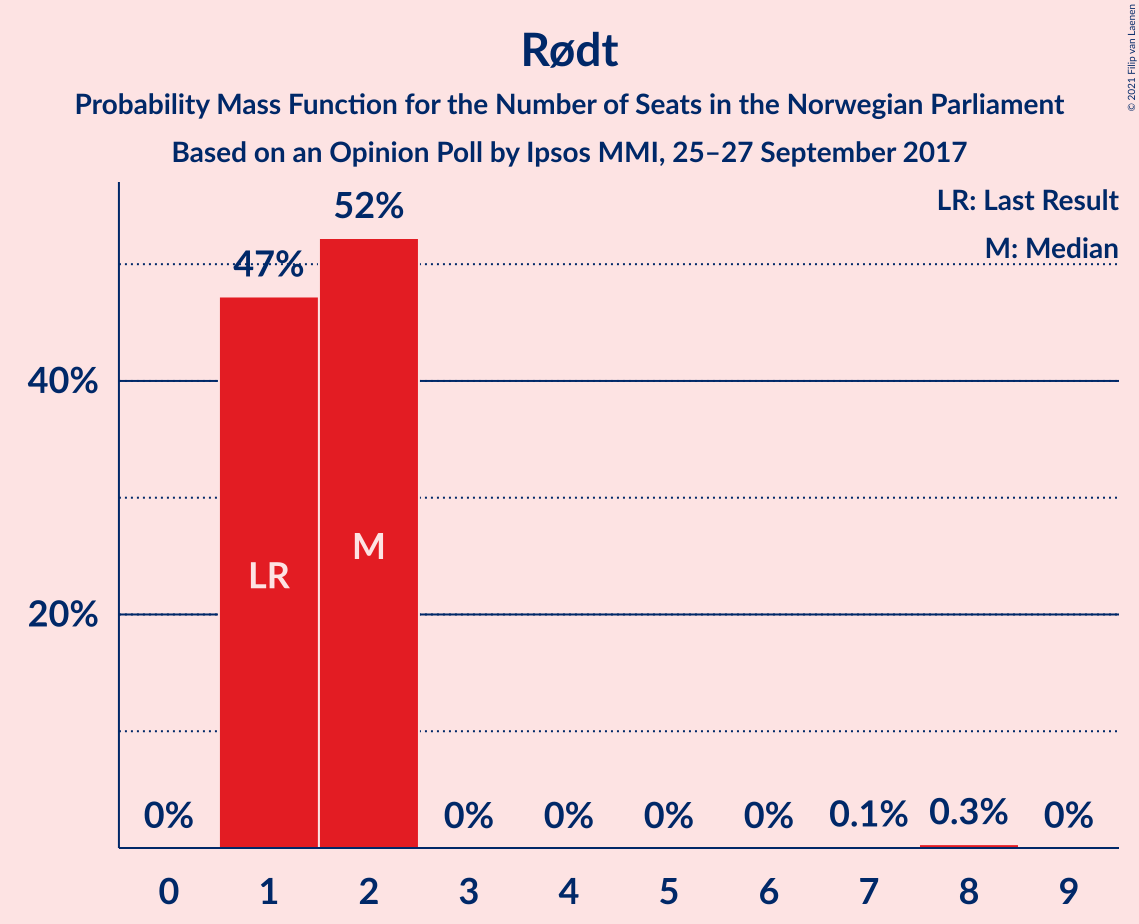 Rødt
Probability Mass Function for the Number of Seats in the Norwegian Parliament
Based on an Opinion Poll by Ipsos MMI, 25–27 September 2017
© 2021 Filip van Laenen
LR: Last Result
M: Median
52%
47%
40%
20%
M
LR
0%
0%
0%
0%
0%
0.1%
0.3%
0%
0
1
2
3
4
5
6
7
8
9